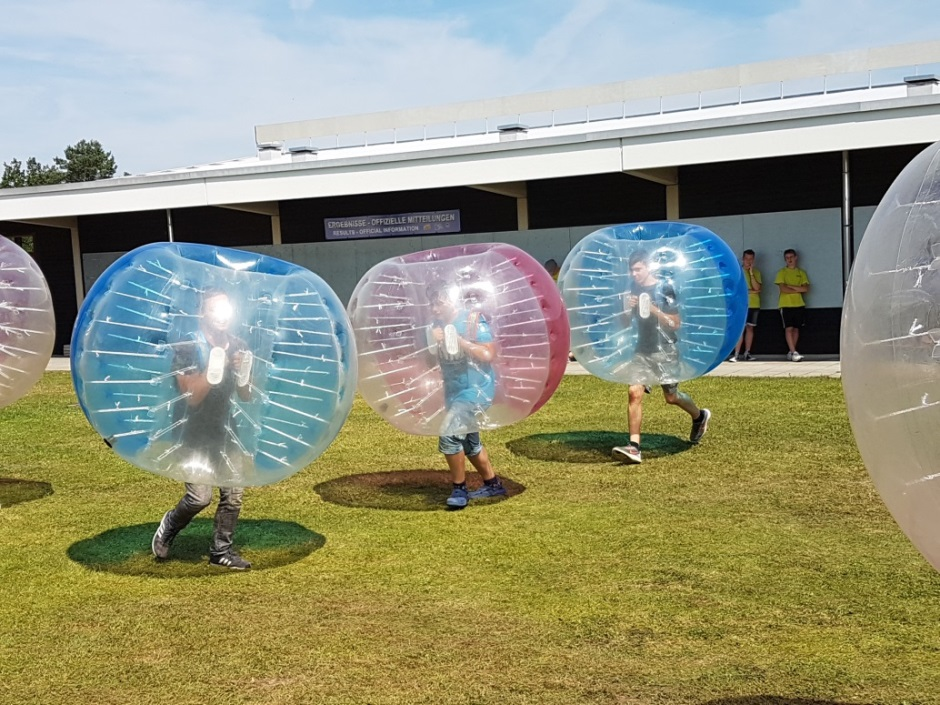 ERGEBNISSE - OFFIZIELLE MITTEILUNGEN
RESULTS - OFFICIAL INFORMATION